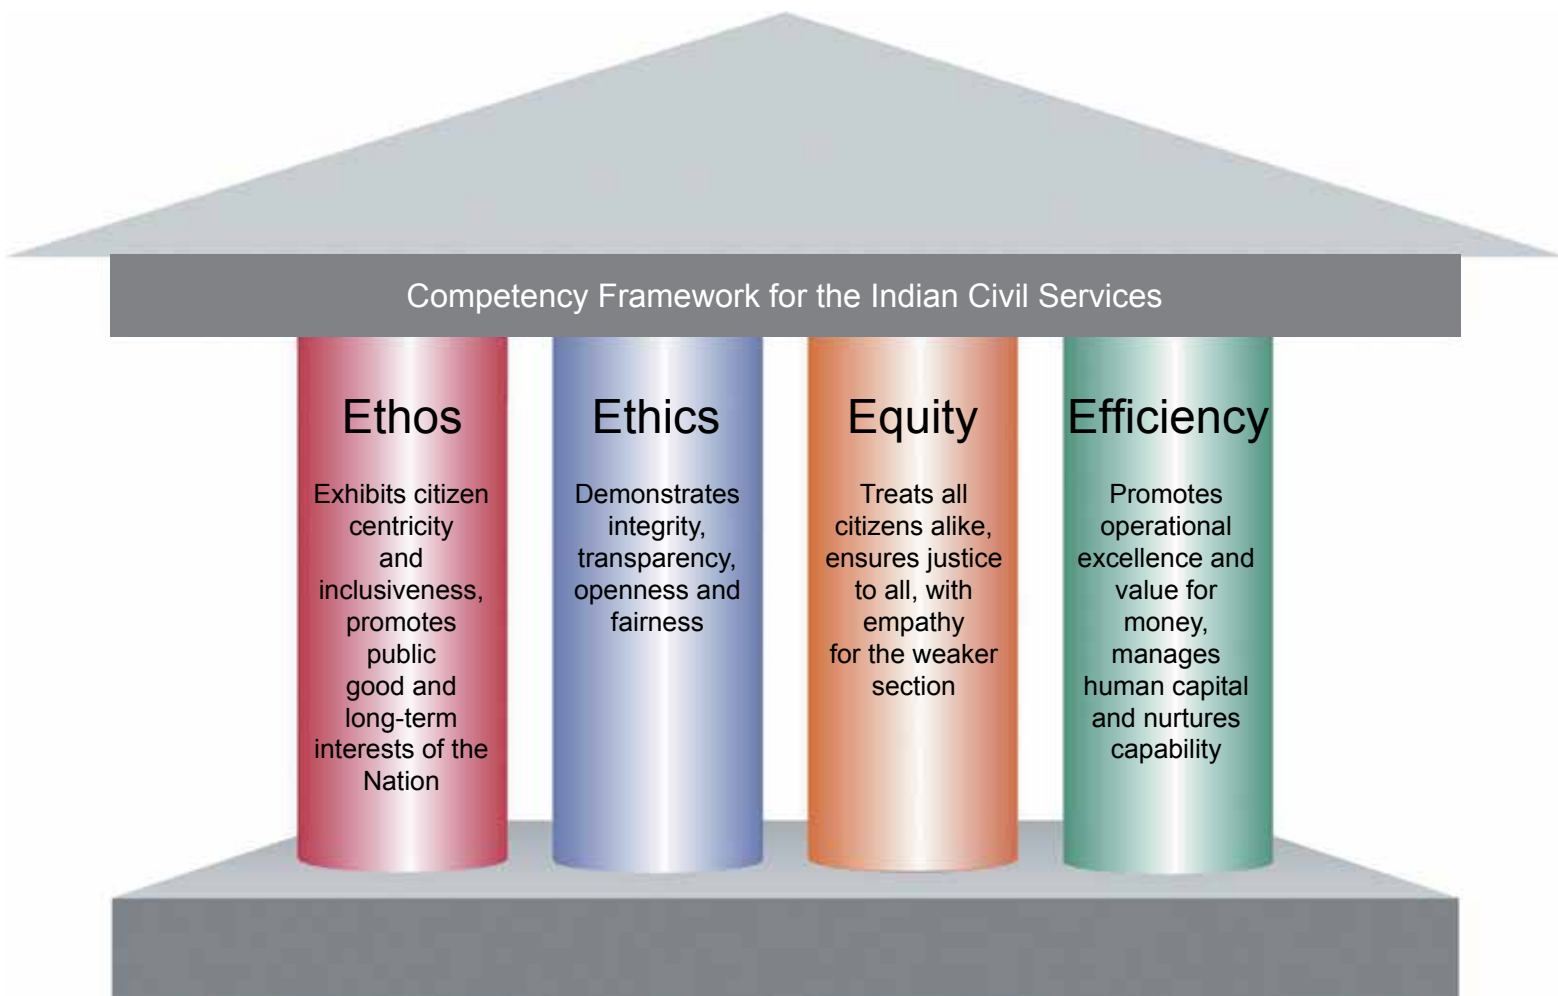 Competency Framework for the Indian Civil Services
Ethos
Exhibits citizen
centricity
and
inclusiveness,
promotes
public
good and
long-term
interests of the
Nation
Ethics
Demonstrates
integrity,
transparency,
openness and
fairness
Equity
Treats all
citizens alike,
ensures justice
to all, with
empathy
for the weaker
section
Efficiency
Promotes
operational
excellence and
value for
money,
manages
human capital
and nurtures
capability